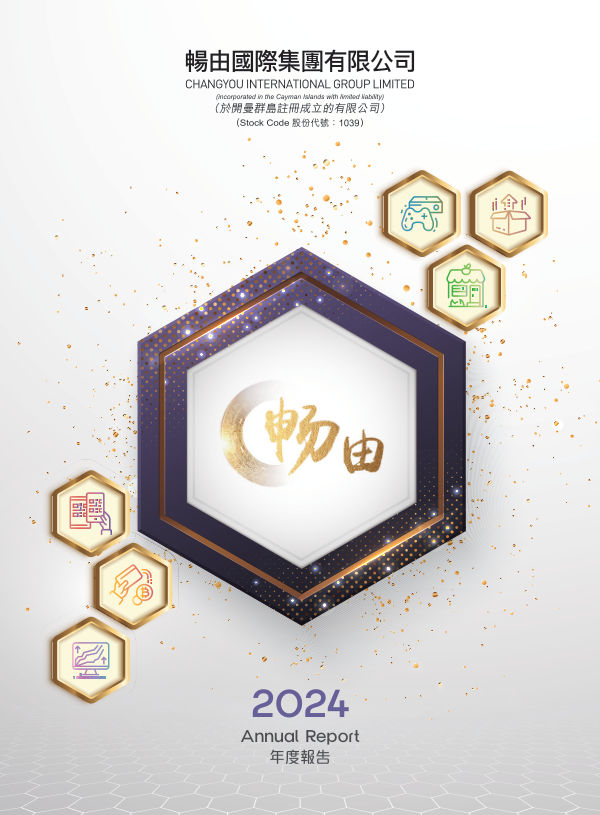 暢由國際集團有限公司
CHANGYOU INTERNATIONAL GROUP LIMITED
(incorporated in the Cayman Islands with limited liability)
（於開曼群島註冊成立的有限公司）
(Stock Code 股份代號：1039)
畅由
2024
Annual Report
年度報告